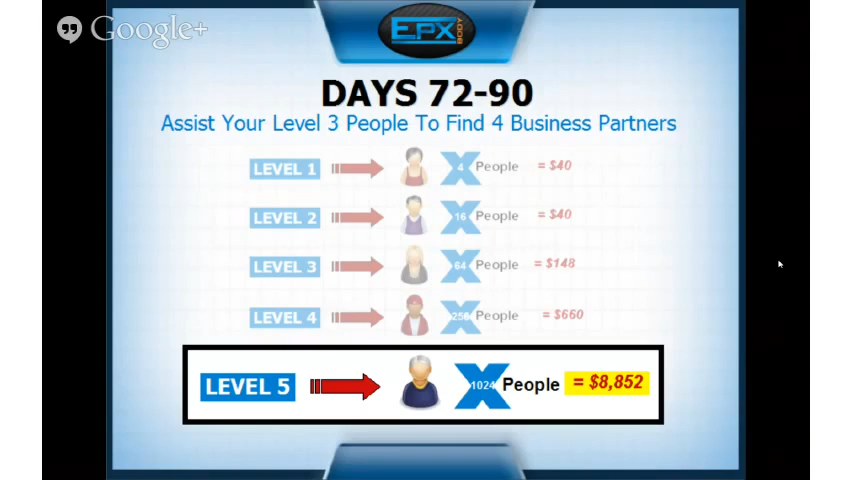 Google+
EPX BODY
DAYS 72-90
Assist Your Level 3 People To Find 4 Business Partners
LEVEL 1 4 People = $40
LEVEL 2 16 People = $40
LEVEL 3 64 People = $148
LEVEL 4 256 People = $660
LEVEL 5 1024 People = $8,852